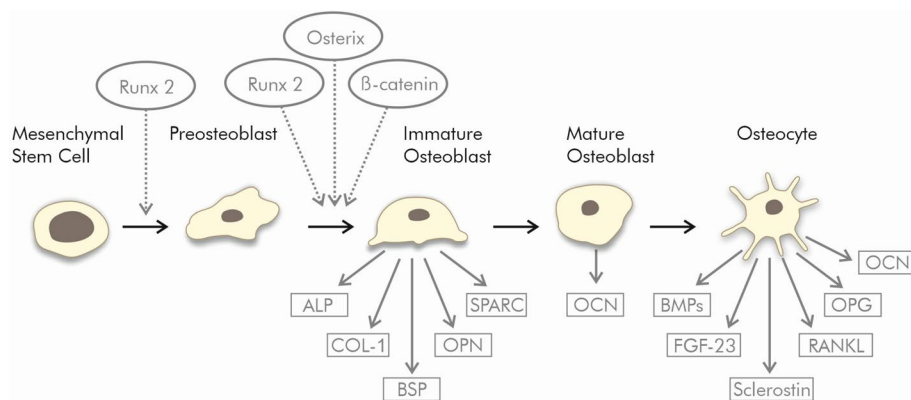 Osterix
Runx 2
Runx 2
ß-catenin
Mesenchymal
Stem Cell
Preosteoblast
Immature
Osteoblast
Mature
Osteoblast
Osteocyte
ALP
SPARC
COL-1
OPN
BSP
OCN
OCN
BMPs
OPG
FGF-23
RANKL
Sclerostin